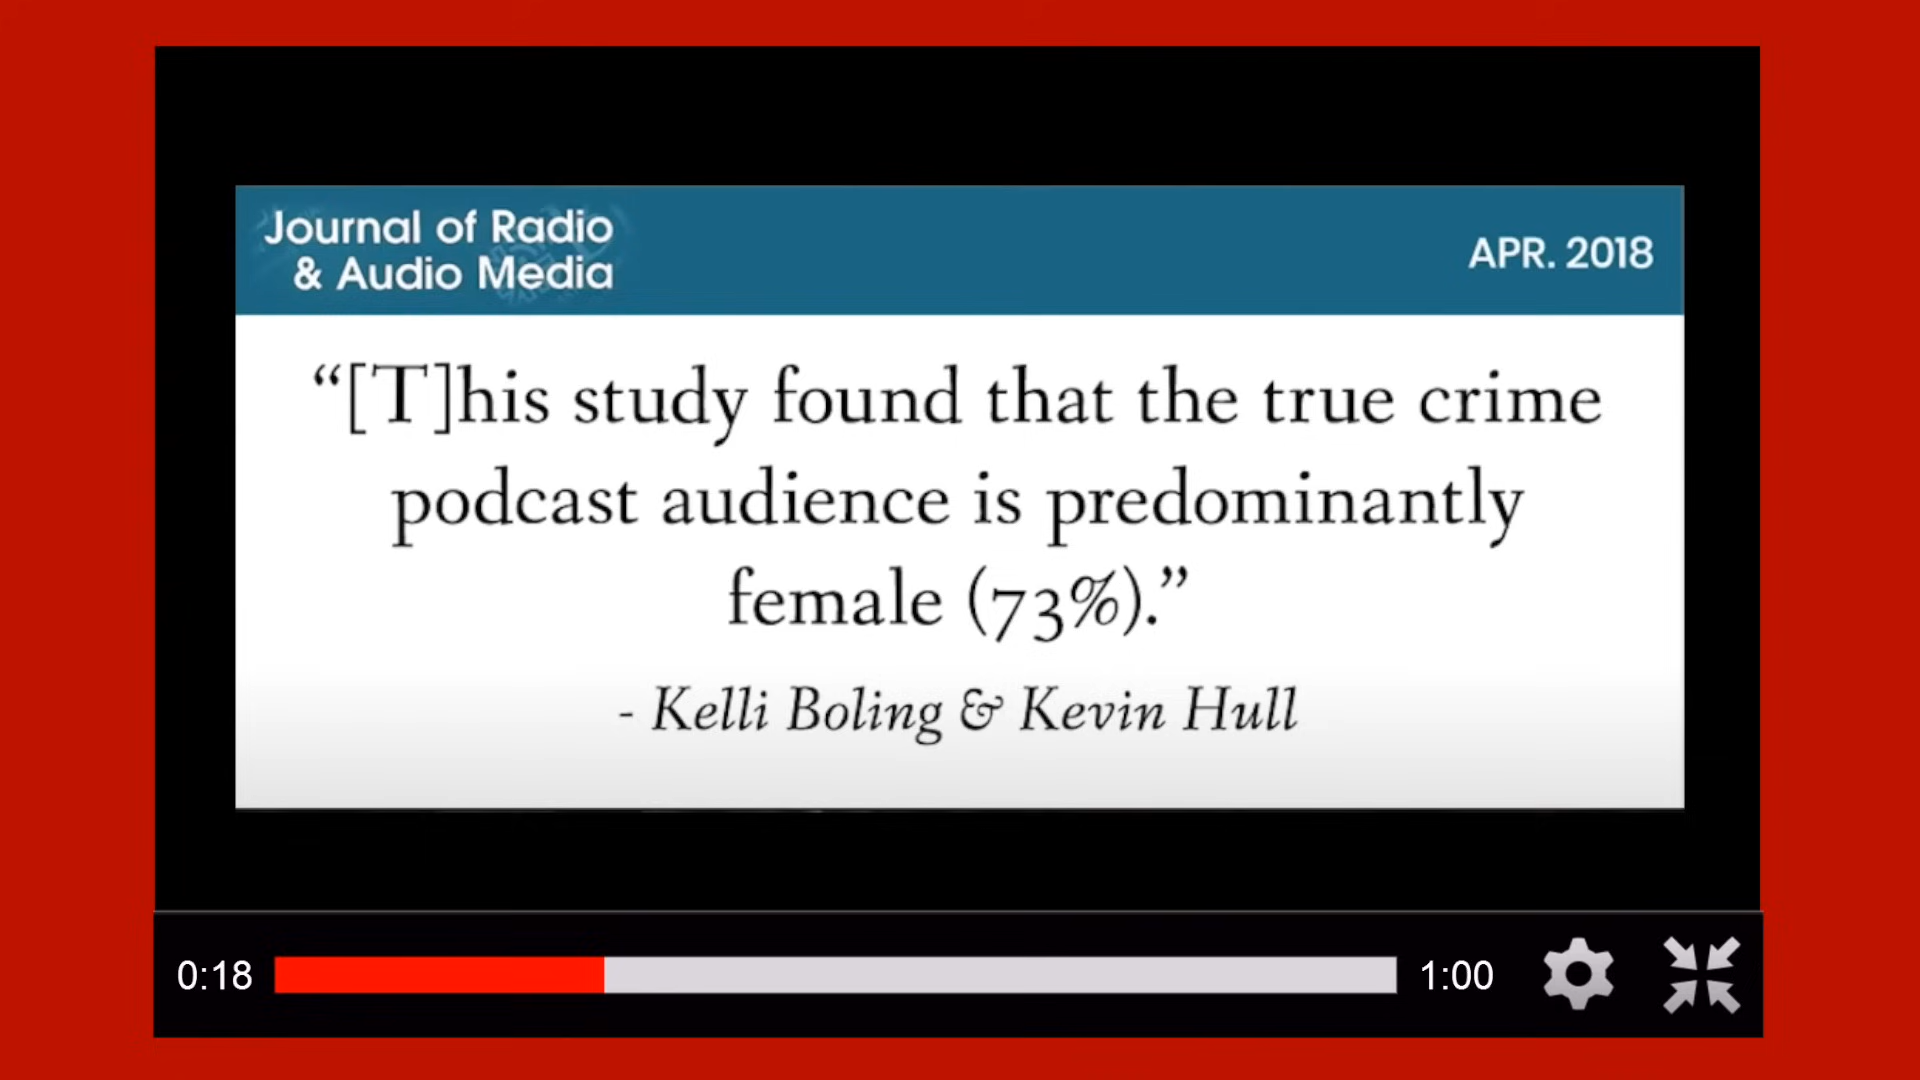 Journal of Radio
& Audio Media
APR. 2018
“[T]his study found that the true crime
podcast audience is predominantly
female (73%).”
- Kelli Boling & Kevin Hull
0:18
1:00